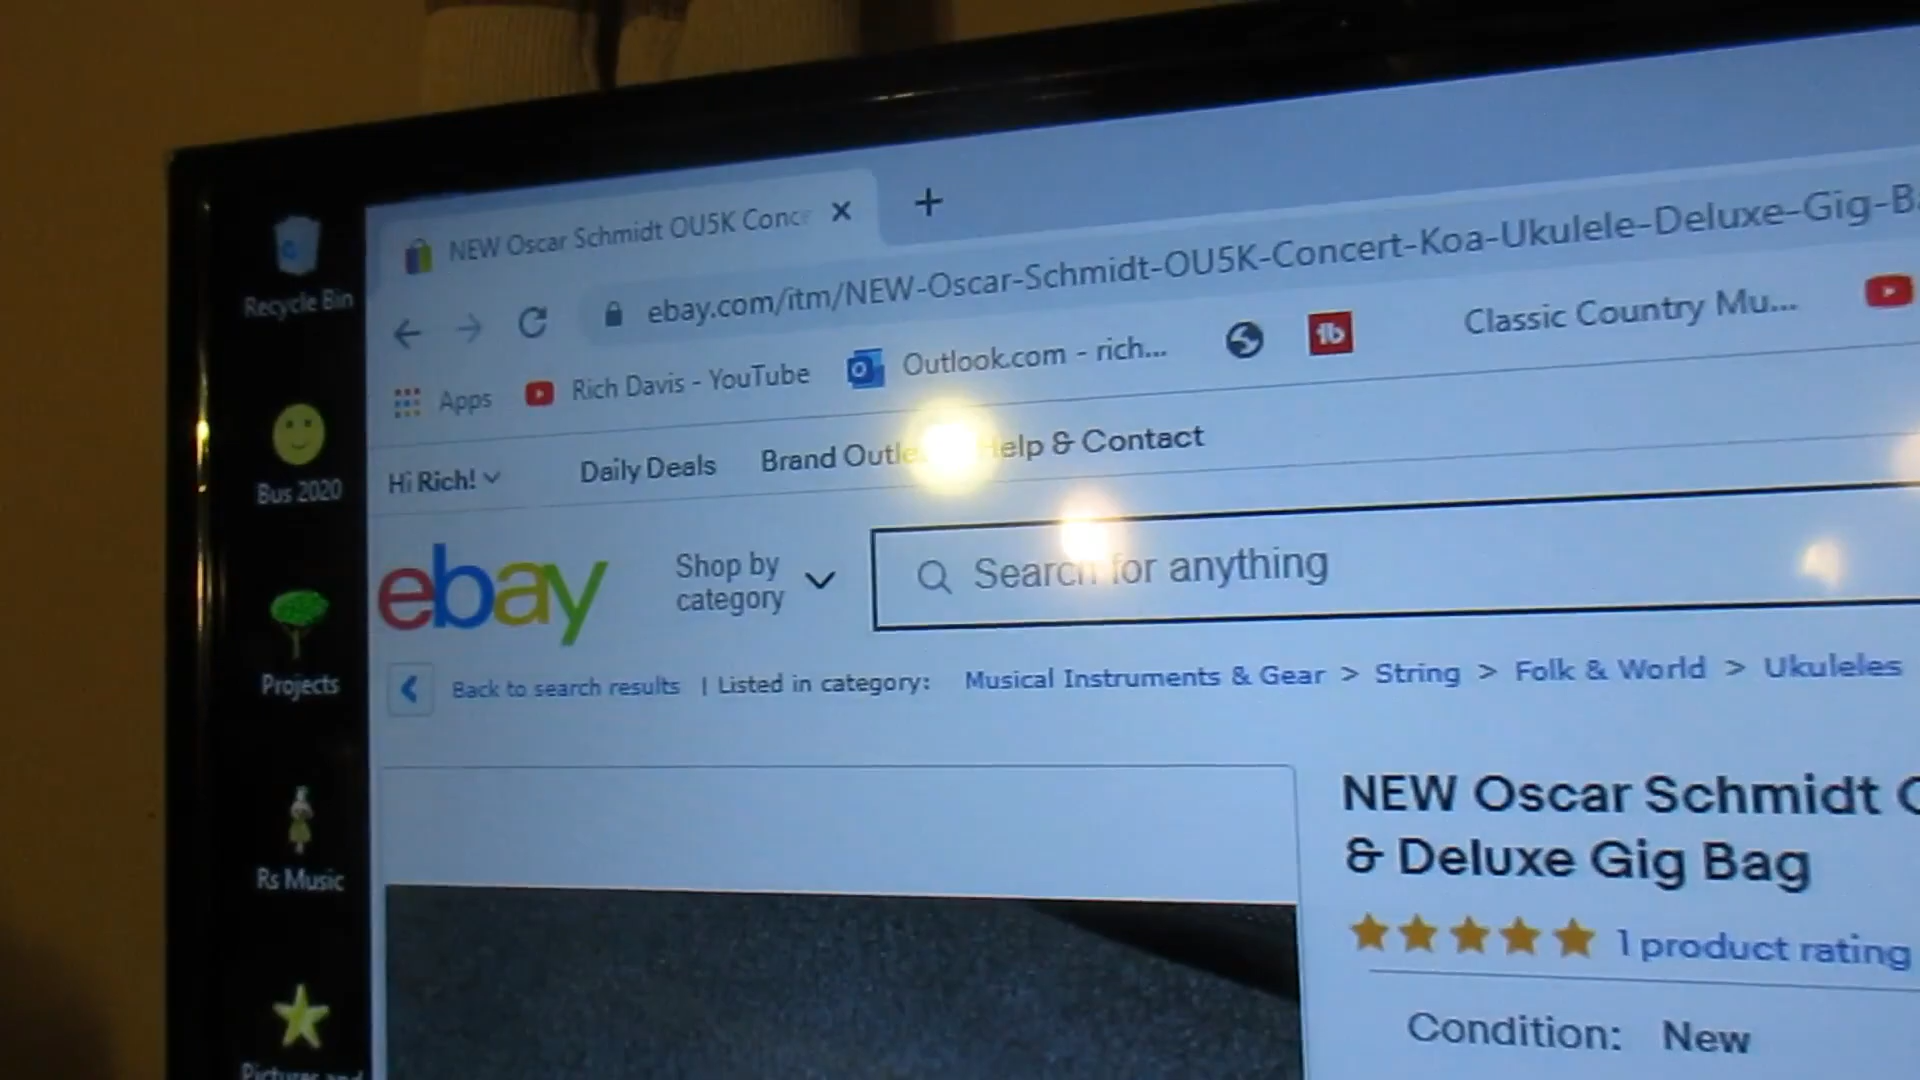 NEW Oscar Schmidt OU5K Conc
ebay.com/itm/NEW-Oscar-Schmidt-OU5K-Concert-Koa-Ukulele-Deluxe-Gig-B
Apps Rich Davis - YouTube Outlook.com - rich... Classic Country Mu...
Hi Rich! Daily Deals Brand Help & Contact
ebay
Shop by
category
Search for anything
Back to search results | Listed in category: Musical Instruments & Gear > String > Folk & World > Ukuleles
NEW Oscar Schmidt
& Deluxe Gig Bag
1 product rating
Condition: New
Recycle Bin
Bus 2020
Projects
Rs Music
Pictures and